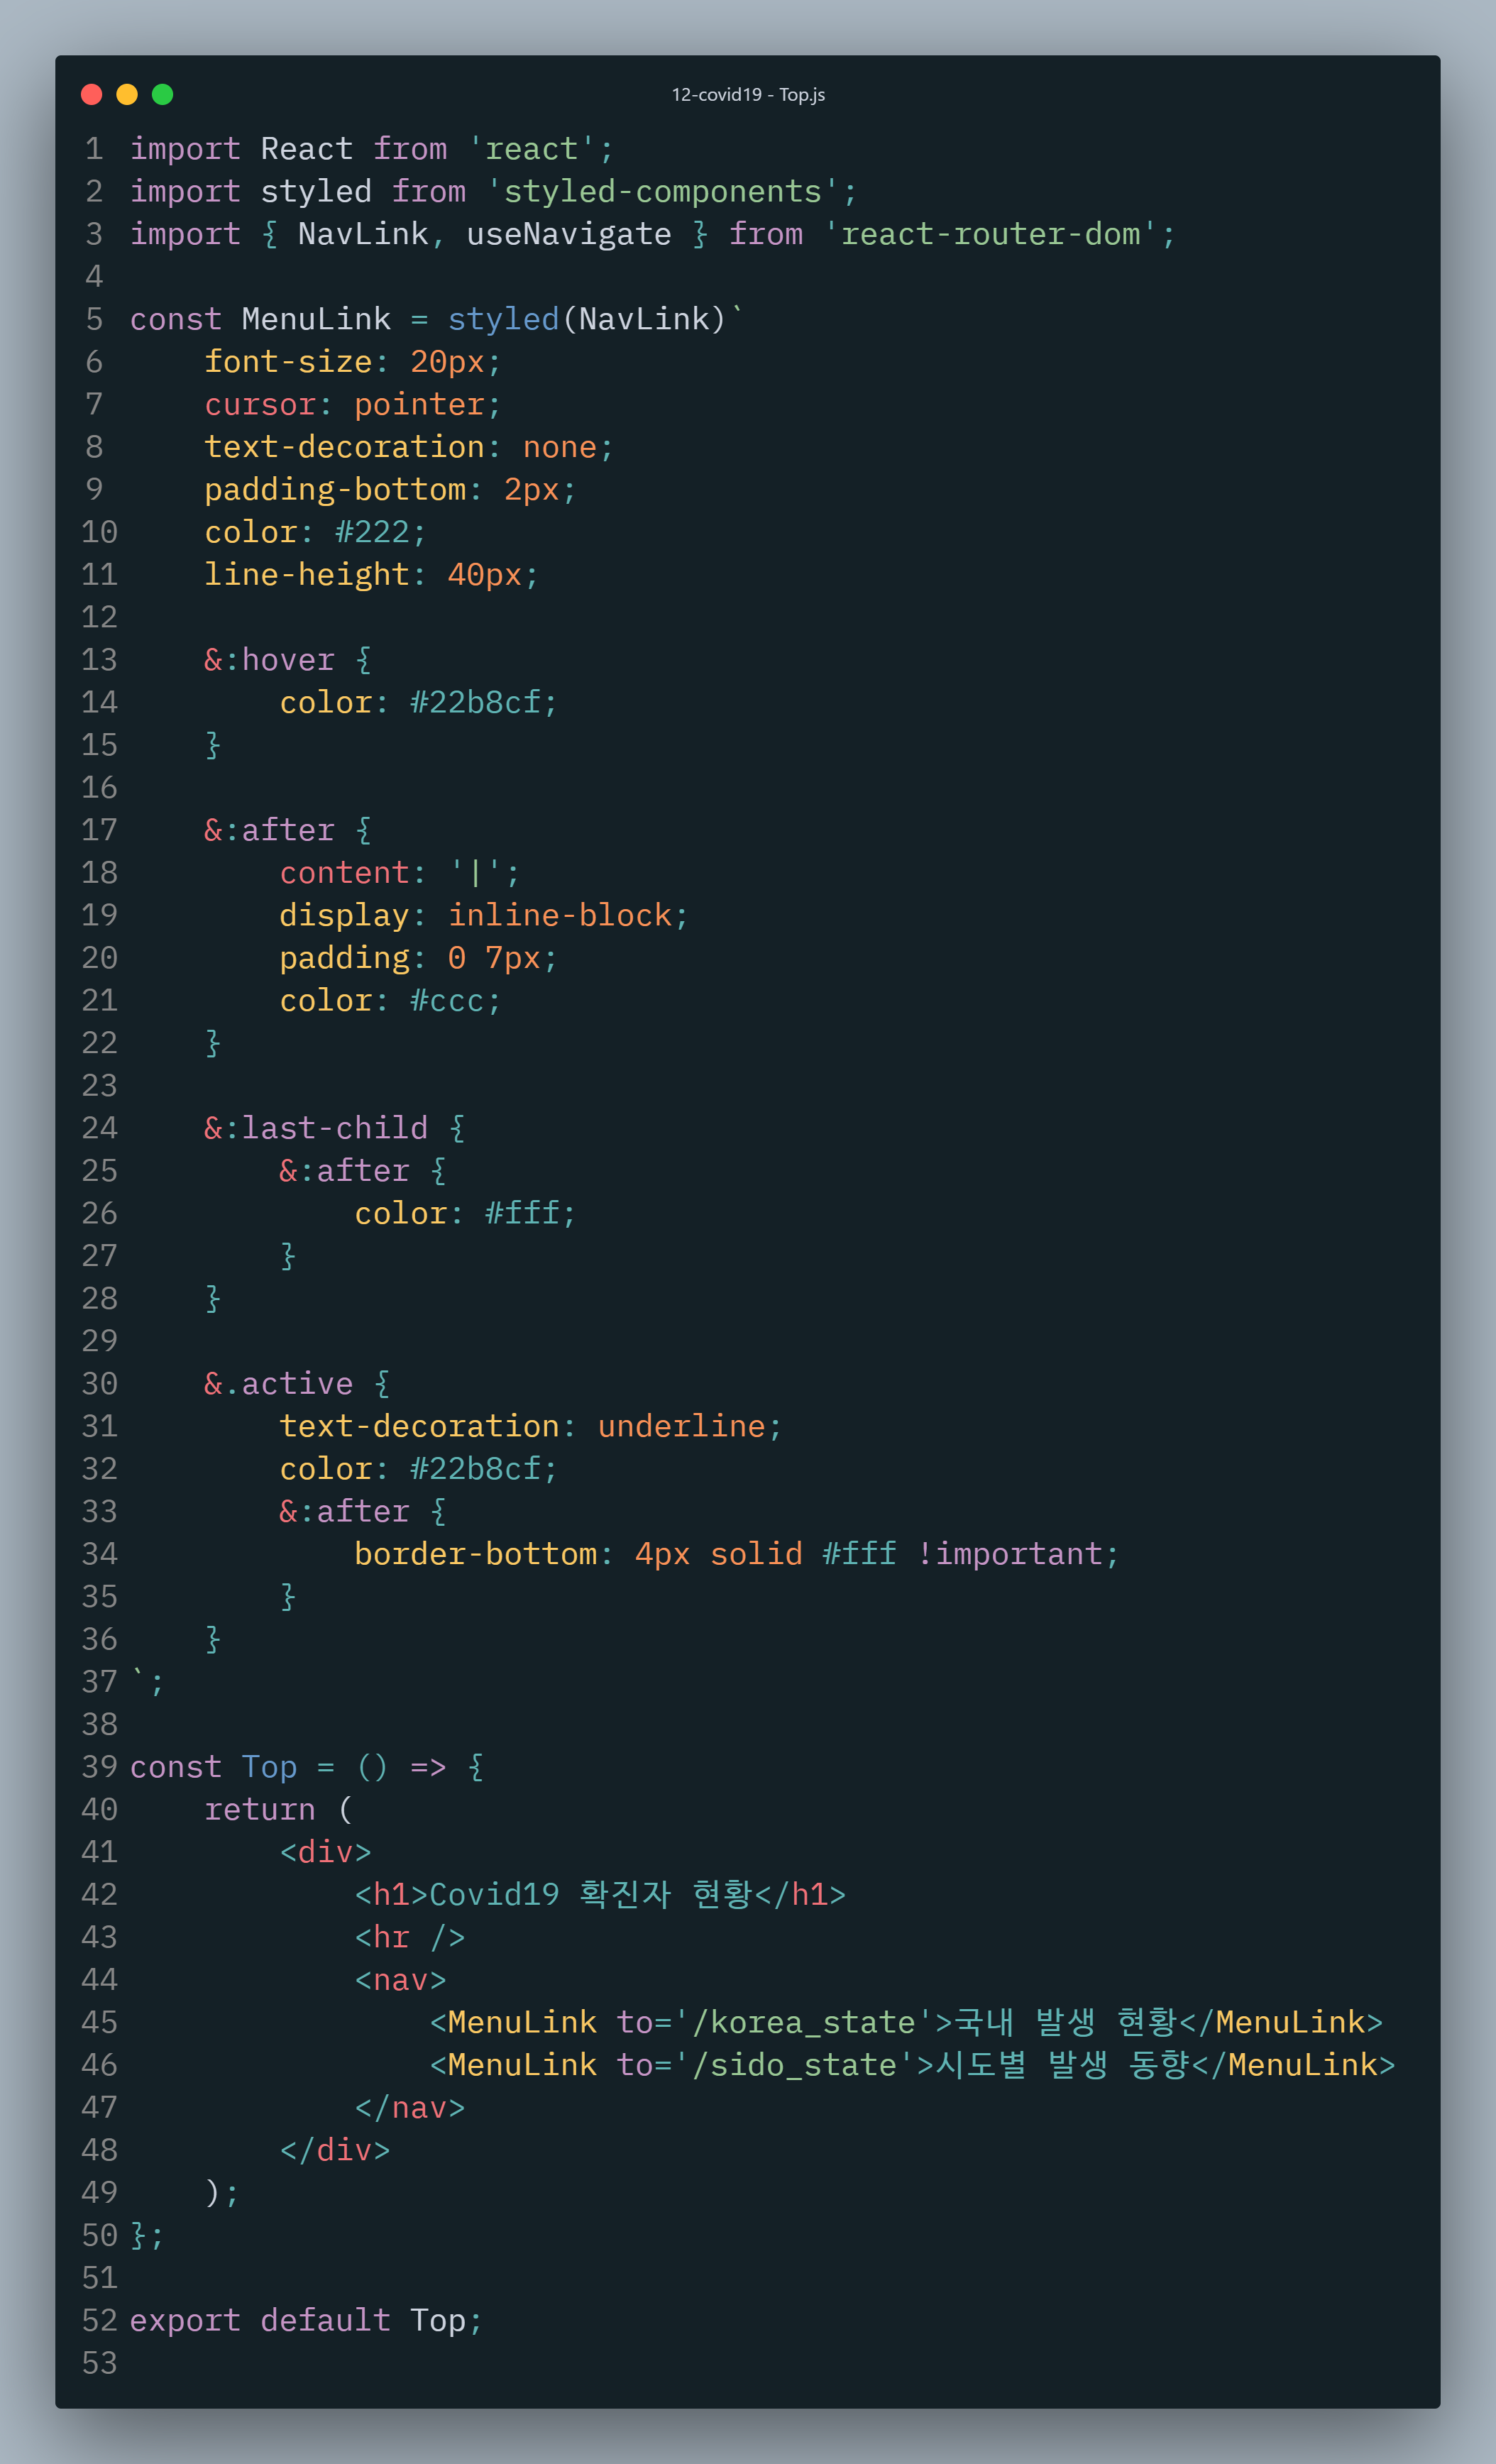 12-covid19 - Top.js
1 import React from 'react';
2 import styled from 'styled-components';
3 import { NavLink, useNavigate } from 'react-router-dom';
4
5 const MenuLink = styled(NavLink)`
6     font-size: 20px;
7     cursor: pointer;
8     text-decoration: none;
9     padding-bottom: 2px;
10     color: #222;
11     line-height: 40px;
12
13     &:hover {
14         color: #22b8cf;
15     }
16
17     &:after {
18         content: '|';
19         display: inline-block;
20         padding: 0 7px;
21         color: #ccc;
22     }
23
24     &:last-child {
25         &:after {
26             color: #fff;
27         }
28     }
29
30     &.active {
31         text-decoration: underline;
32         color: #22b8cf;
33         &:after {
34             border-bottom: 4px solid #fff !important;
35         }
36     }
37 `;
38
39 const Top = () => {
40     return (
41         <div>
42             <h1>Covid19 확진자 현황</h1>
43             <hr />
44             <nav>
45                 <MenuLink to='/korea_state'>국내 발생 현황</MenuLink>
46                 <MenuLink to='/sido_state'>시도별 발생 동향</MenuLink>
47             </nav>
48         </div>
49     );
50 };
51
52 export default Top;
53